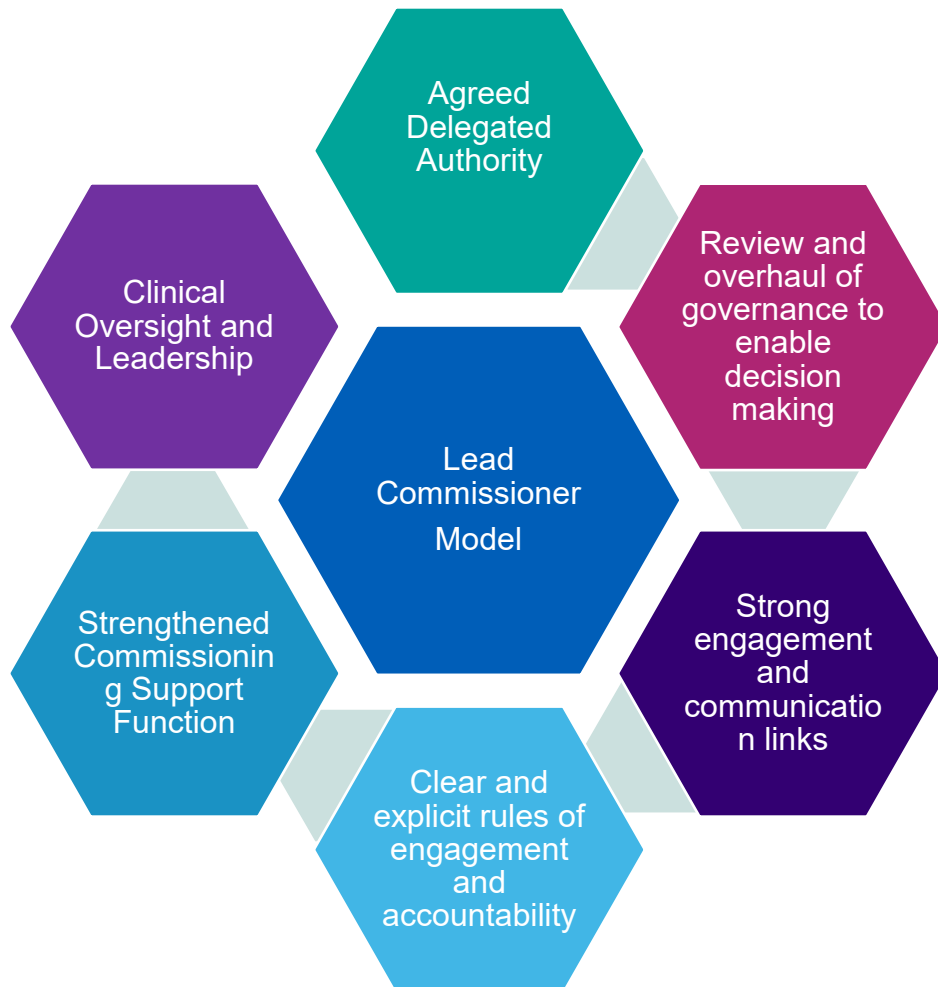 Agreed
Delegated
Authority
Review and
overhaul of
governance to
enable
decision
making
Clinical
Oversight and
Leadership
Lead
Commissioner
Model
Strong
engagement
and
communicatio
n links
Strengthened
Commissionin
g Support
Function
Clear and
explicit rules of
engagement
and
accountability